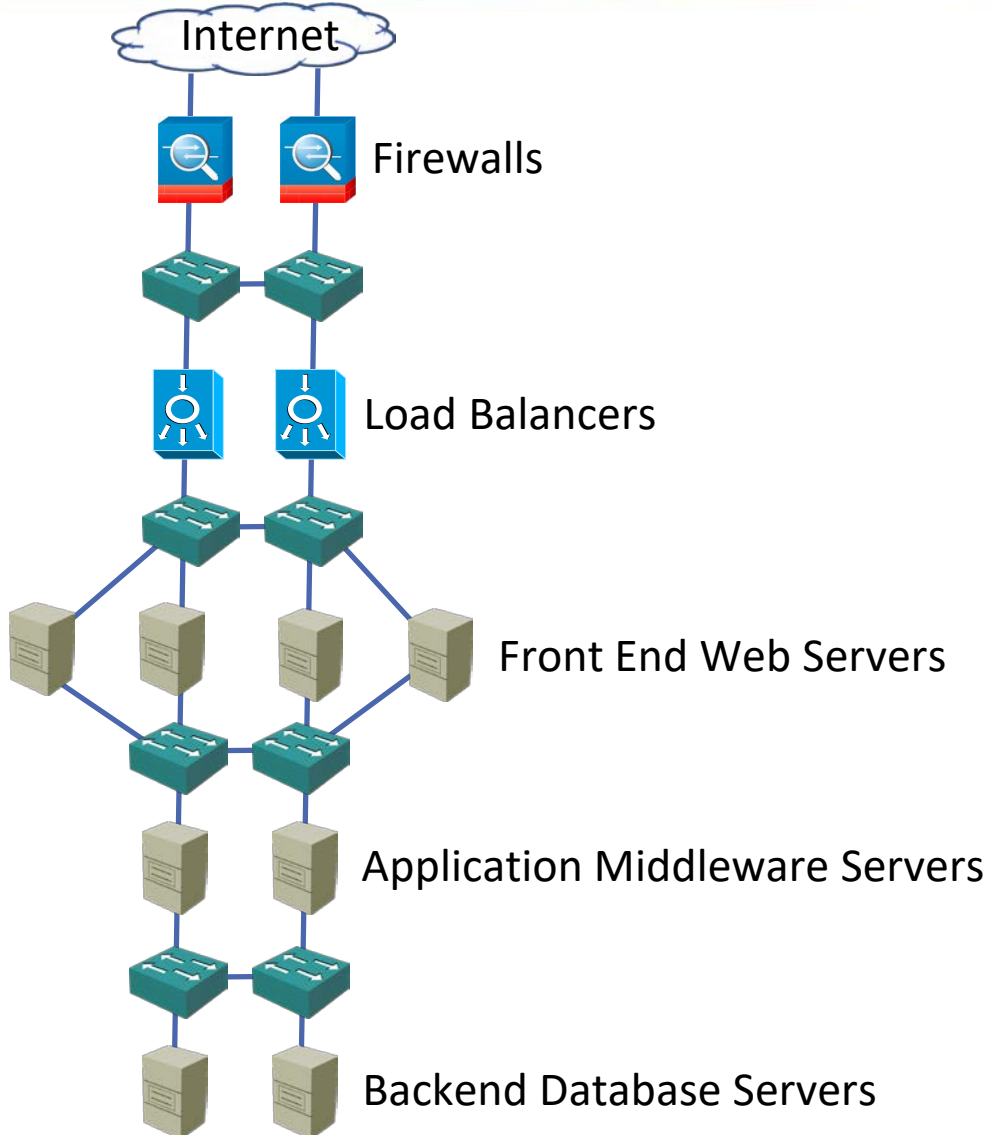 Internet
Firewalls
Load Balancers
Front End Web Servers
Application Middleware Servers
Backend Database Servers